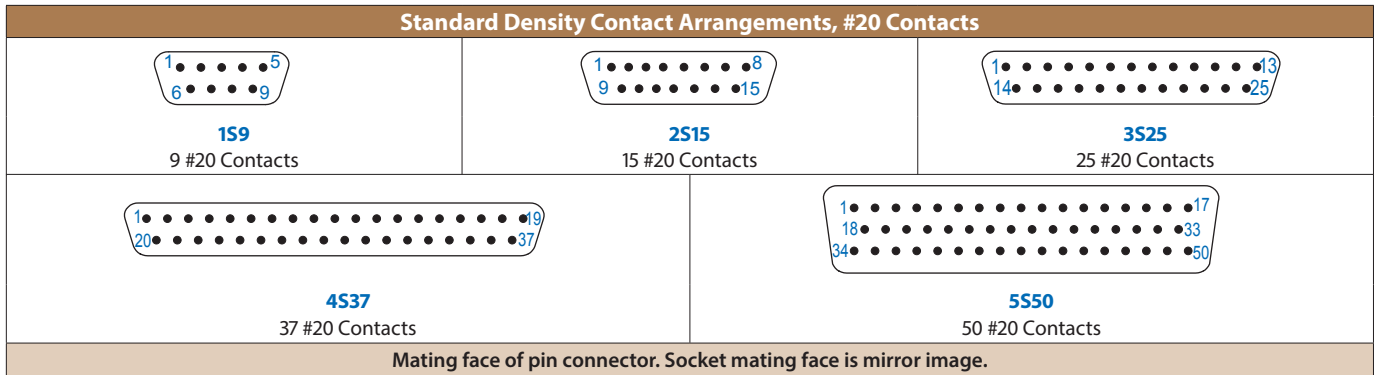 Standard Density Contact Arrangements, #20 Contacts
1 5
6 9
1S9
9 #20 Contacts
1 8
9 15
2S15
15 #20 Contacts
1 13
14 25
3S25
25 #20 Contacts
1 19
20 37
4S37
37 #20 Contacts
1 17
18 33
34 50
5S50
50 #20 Contacts
Mating face of pin connector. Socket mating face is mirror image.